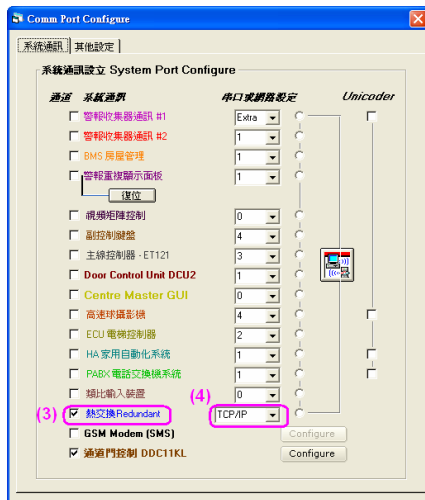 Comm Port Configure
系統通訊 其他設定
系統通訊設立 System Port Configure
通道 系統通訊 串口或網路設定 Unicoder
警報收集器通訊 #1 Extra
警報收集器通訊 #2 1
BMS 房屋管理 1
警報重複顯示面板 1
復位
視頻矩陣控制 0
副控制鍵盤 4
主線控制器 - ET121 3
Door Control Unit DCU2 1
Centre Master GUI 0
高速球攝影機 4
ECU 電梯控制器 2
HA 家用自動化系統 1
PABX 電話交換機系統 1
類比輸入裝置 0
(4)
(3) 熱交換Redundant TCP/IP
GSM Modem (SMS) Configure
通道門控制 DDC11KL Configure